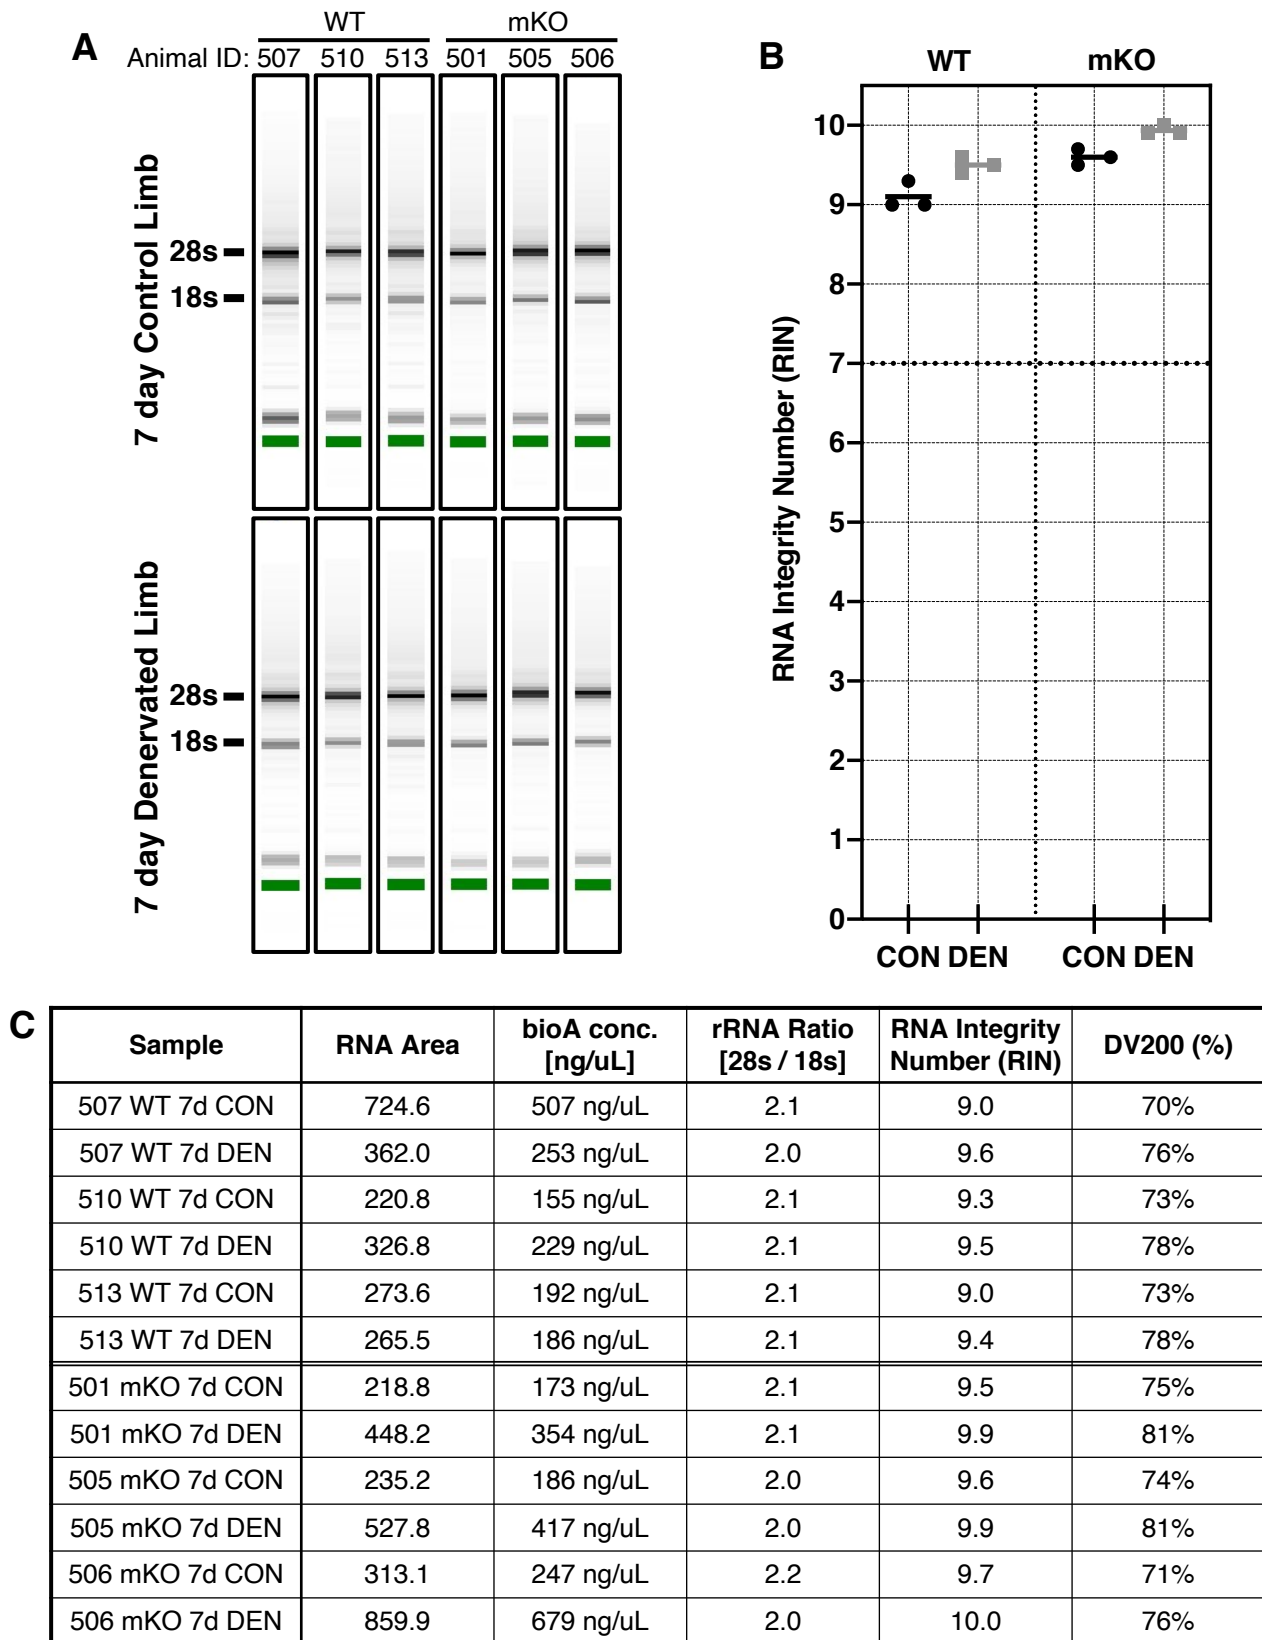 A
WT mKO
Animal ID: 507 510 513 501 505 506
7 day Control Limb
28s
18s
7 day Denervated Limb
28s
18s
B
WT mKO
RNA Integrity Number (RIN)
10
9
8
7
6
5
4
3
2
1
0
CON DEN CON DEN
C
Sample RNA Area bioA conc. [ng/uL] rRNA Ratio [28s / 18s] RNA Integrity Number (RIN) DV200 (%)
507 WT 7d CON 724.6 507 ng/uL 2.1 9.0 70%
507 WT 7d DEN 362.0 253 ng/uL 2.0 9.6 76%
510 WT 7d CON 220.8 155 ng/uL 2.1 9.3 73%
510 WT 7d DEN 326.8 229 ng/uL 2.1 9.5 78%
513 WT 7d CON 273.6 192 ng/uL 2.1 9.0 73%
513 WT 7d DEN 265.5 186 ng/uL 2.1 9.4 78%
501 mKO 7d CON 218.8 173 ng/uL 2.1 9.5 75%
501 mKO 7d DEN 448.2 354 ng/uL 2.1 9.9 81%
505 mKO 7d CON 235.2 186 ng/uL 2.0 9.6 74%
505 mKO 7d DEN 527.8 417 ng/uL 2.0 9.9 81%
506 mKO 7d CON 313.1 247 ng/uL 2.2 9.7 71%
506 mKO 7d DEN 859.9 679 ng/uL 2.0 10.0 76%